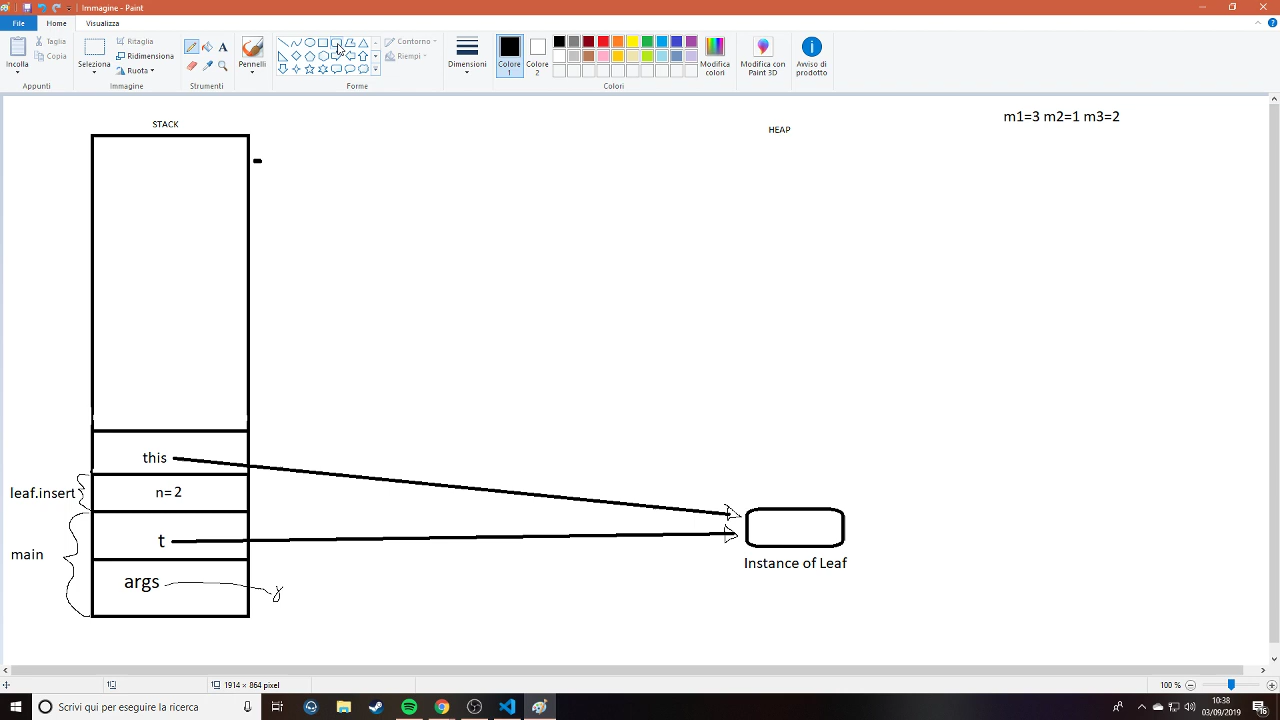 Immagine - Paint
File Home Visualizza
Incolla
Taglia
Copia
Appunti
Seleziona
Ritaglia
Ridimensiona
Ruota
Immagine
A
Strumenti
Pennelli
Forme
Contorno
Riempi
Dimensioni
Colore 1
Colore 2
Colori
Modifica colori
Modifica con Paint 3D
Avviso di prodotto
STACK
HEAP
m1=3 m2=1 m3=2
this
leaf.insert
n=2
t
main
args
Instance of Leaf
1914 × 864 pixel
100 %
Scrivi qui per eseguire la ricerca
10:38
03/09/2019